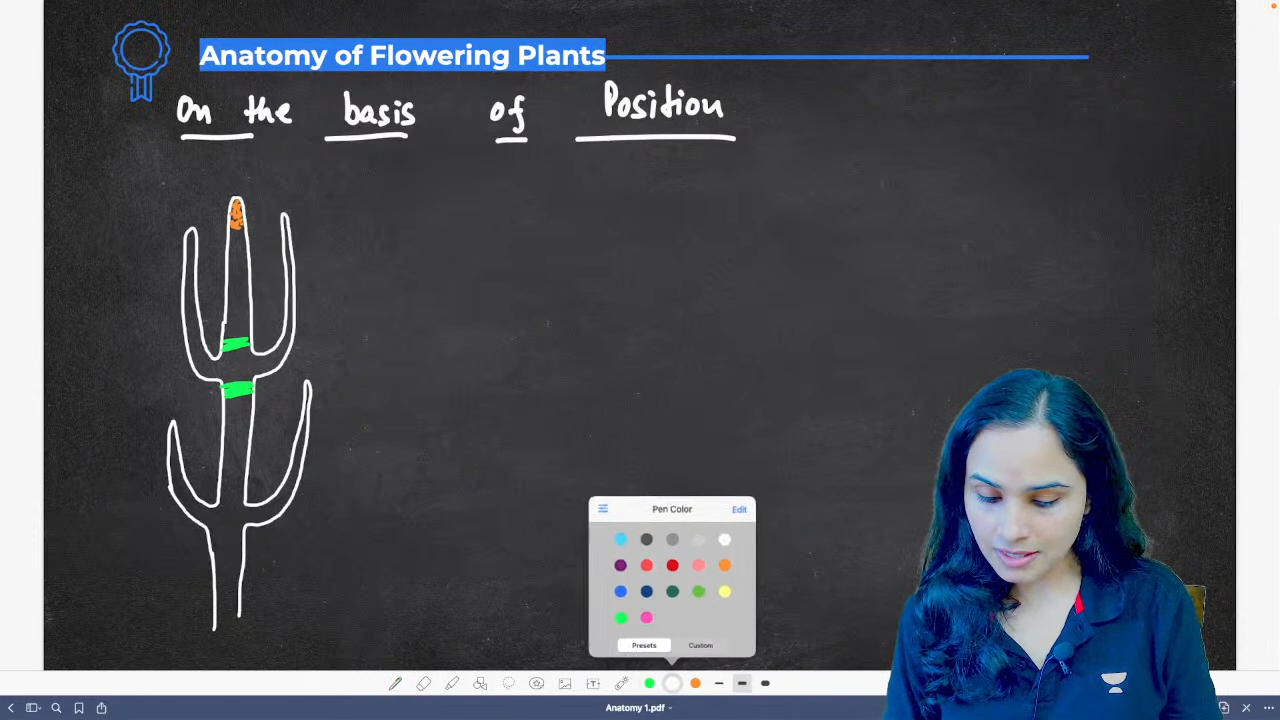 Anatomy of Flowering Plants
On the basis of Position
Pen Color
Edit
Presets
Custom
Anatomy 1.pdf